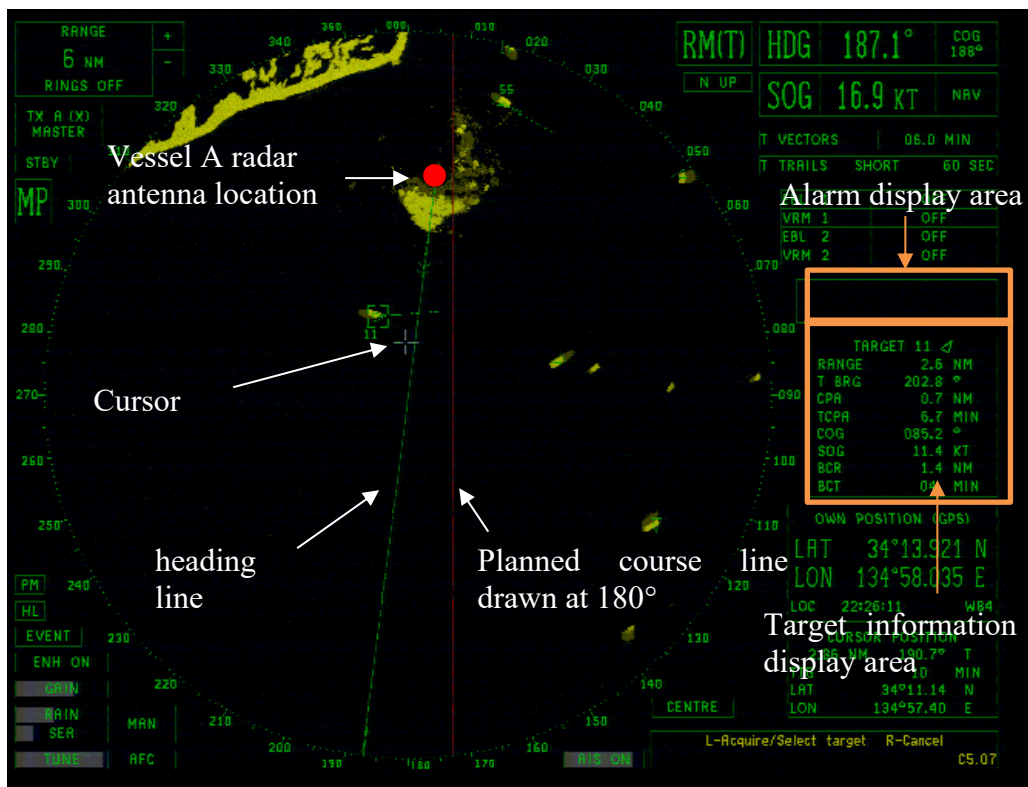 RANGE
6 NM
RINGS OFF
+
-
TX A (X)
MASTER
STBY
MP
RM(T)
N UP
HDG 187.1° COG 188°
SOG 16.9 KT NAV
T VECTORS 06.0 MIN
T TRAILS SHORT 60 SEC
Alarm display area
VRM 1 OFF
EBL 2 OFF
VRM 2 OFF
340
350
000
010
020
030
040
050
060
070
080
090
100
110
120
130
140
150
160
170
180
190
200
210
220
230
240
250
260
270
280
290
300
320
330
55
11
Vessel A radar
antenna location
Cursor
heading
line
Planned course line
drawn at 180°
TARGET 11
RANGE 2.6 NM
T BRG 202.8 °
CPA 0.7 NM
TCPA 6.7 MIN
COG 085.2 °
SOG 11.4 KT
BCR 1.4 NM
BCT MIN
OWN POSITION (GPS)
LAT 34°13.921 N
LON 134°58.035 E
LOC 22:26:11 W84
Target information
display area
CURSOR POSITION
2.86 NM 190.7° T
10 MIN
LAT 34°11.14 N
LON 134°57.40 E
PM
HL
EVENT
ENH ON
GAIN
RAIN
SEA
TUNE
MAN
AFC
CENTRE
AIS ON
L-Acquire/Select target R-Cancel
C5.07